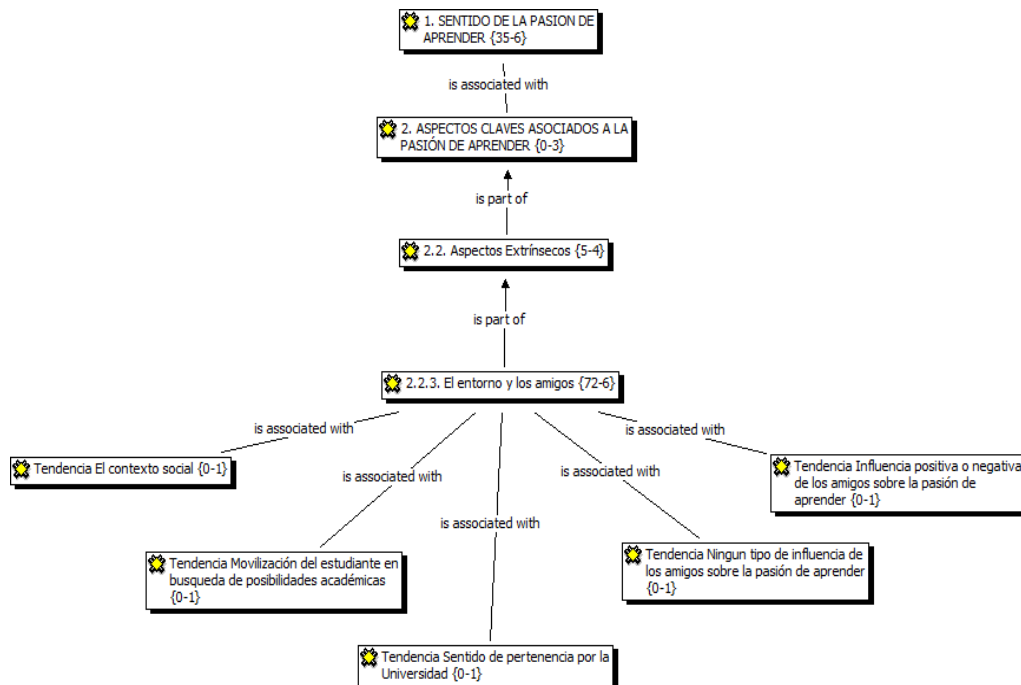 1. SENTIDO DE LA PASION DE
APRENDER {35-6}
is associated with
2. ASPECTOS CLAVES ASOCIADOS A LA
PASIÓN DE APRENDER {0-3}
is part of
2.2. Aspectos Extrínsecos {5-4}
is part of
2.2.3. El entorno y los amigos {72-6}
is associated with
is associated with
is associated with
is associated with
is associated with
Tendencia El contexto social {0-1}
Tendencia Influencia positiva o negativa
de los amigos sobre la pasión de
aprender {0-1}
Tendencia Movilización del estudiante en
busqueda de posibilidades académicas
{0-1}
Tendencia Ningun tipo de influencia de
los amigos sobre la pasión de aprender
{0-1}
Tendencia Sentido de pertenencia por la
Universidad {0-1}